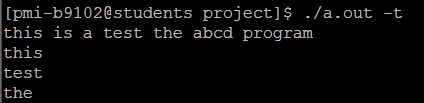 [pmi-b9102@students project]$ ./a.out -t
this is a test the abcd program
this
test
the